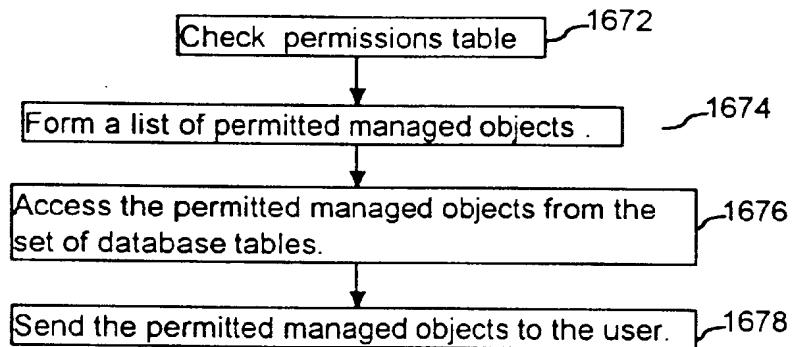 Check permissions table
1672
Form a list of permitted managed objects .
1674
Access the permitted managed objects from the
set of database tables.
1676
Send the permitted managed objects to the user.
1678